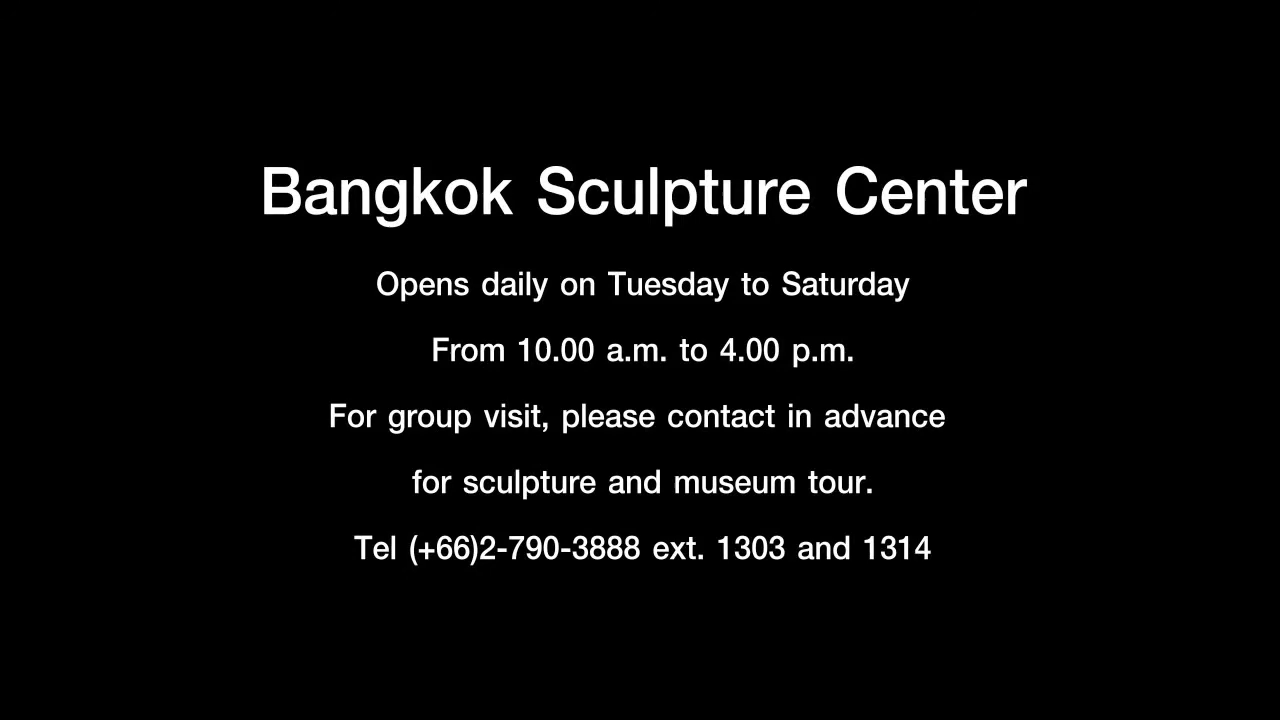 Bangkok Sculpture Center
Opens daily on Tuesday to Saturday
From 10.00 a.m. to 4.00 p.m.
For group visit, please contact in advance
for sculpture and museum tour.
Tel (+66)2-790-3888 ext. 1303 and 1314